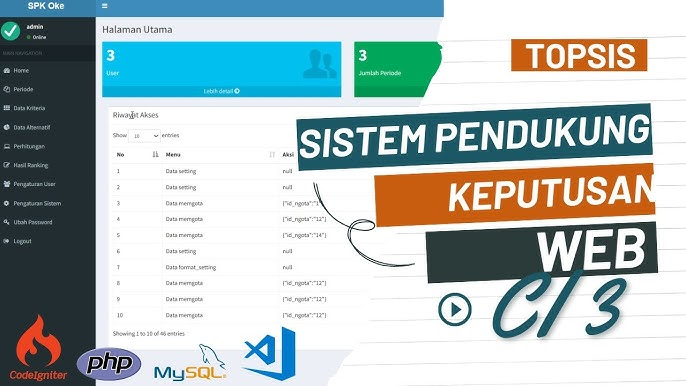 SPK Oke
admin
Online
MAIN NAVIGATION
Home
Periode
Data Kriteria
Data Alternatif
Perhitungan
Hasil Ranking
Pengaturan User
Pengaturan Sistem
Ubah Password
Logout
Halaman Utama
3
User
Lebih detail
3
Jumlah Periode
Riwayat Akses
Show 10 entries
No Menu Aksi
1 Data setting null
2 Data setting null
3 Data memgota {"id_ngota":"1"
4 Data memgota {"id_ngota":"12"}
5 Data memgota {"id_ngota":"14"}
6 Data setting null
7 Data format_setting null
8 Data memgota {"id_ngota":"12"}
9 Data memgota {"id_ngota":"12"}
10 Data memgota {"id_ngota":"12"}
Showing 1 to 10 of 46 entries
TOPSIS
SISTEM PENDUKUNG
KEPUTUSAN
WEB
CI 3
CodeIgniter
php
MySQL